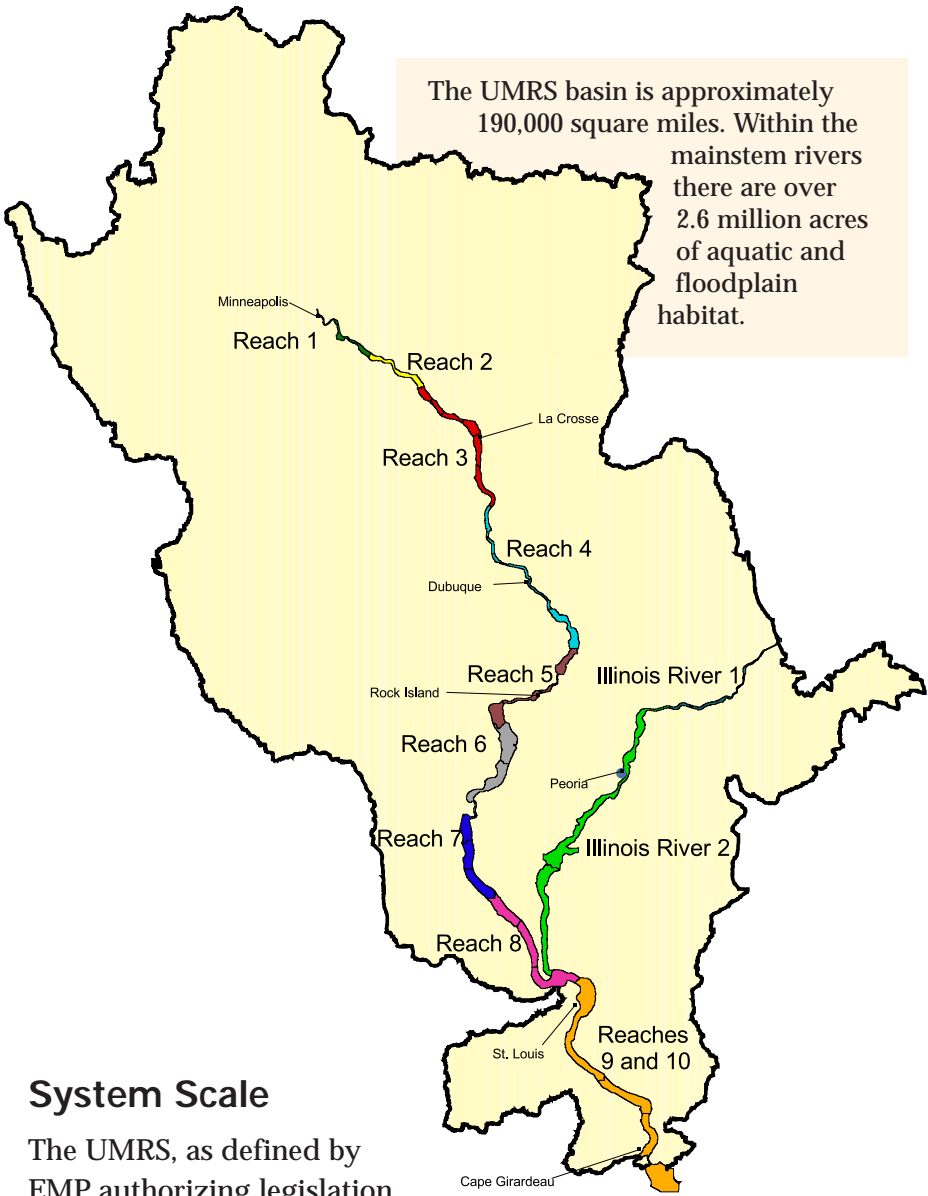 The UMRS basin is approximately
190,000 square miles. Within the
mainstem rivers
there are over
2.6 million acres
of aquatic and
floodplain
habitat.
Minneapolis
Reach 1
Reach 2
La Crosse
Reach 3
Reach 4
Dubuque
Reach 5
Illinois River 1
Rock Island
Reach 6
Peoria
Reach 7
Illinois River 2
Reach 8
Reaches
9 and 10
St. Louis
Cape Girardeau
System Scale
The UMRS, as defined by
EMP authorizing legislation